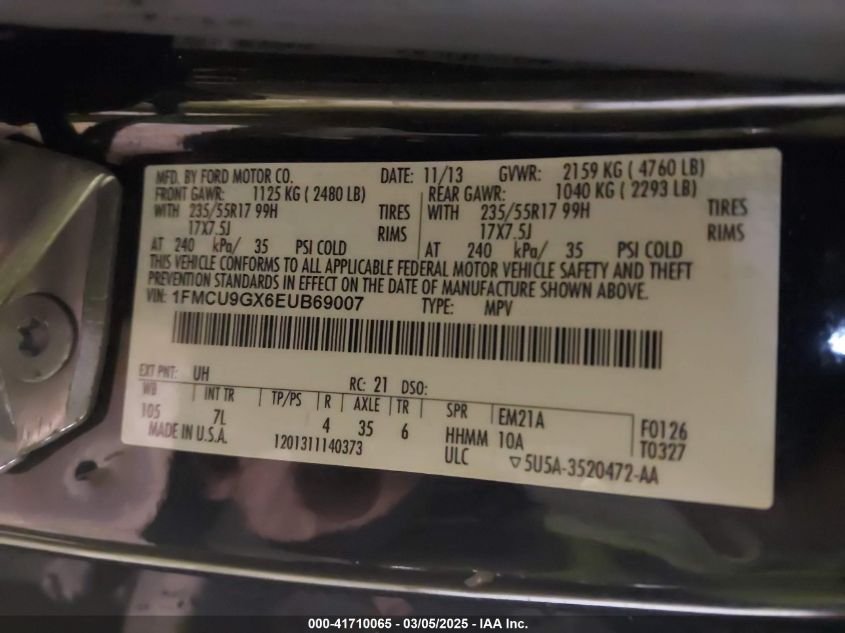 MFD. BY FORD MOTOR CO. DATE: 11/13 GVWR: 2159 KG ( 4760 LB)
FRONT GAWR: 1125 KG ( 2480 LB) REAR GAWR: 1040 KG ( 2293 LB)
WITH 235/55R17 99H TIRES WITH 235/55R17 99H TIRES
17X7.5J RIMS 17X7.5J RIMS
AT 240 kPa/ 35 PSI COLD AT 240 kPa/ 35 PSI COLD
THIS VEHICLE CONFORMS TO ALL APPLICABLE FEDERAL MOTOR VEHICLE SAFETY AND THEFT
PREVENTION STANDARDS IN EFFECT ON THE DATE OF MANUFACTURE SHOWN ABOVE.
VIN: 1FMCU9GX6EUB69007 TYPE: MPV
EXT PNT: UH RC: 21 DSO:
WB INT TR TP/PS R AXLE TR SPR EM21A F0126
105 7L 4 35 6 HHMM 10A T0327
MADE IN U.S.A. 1201311140373 ULC ▽5U5A-3520472-AA
000-41710065 - 03/05/2025 - IAA Inc.